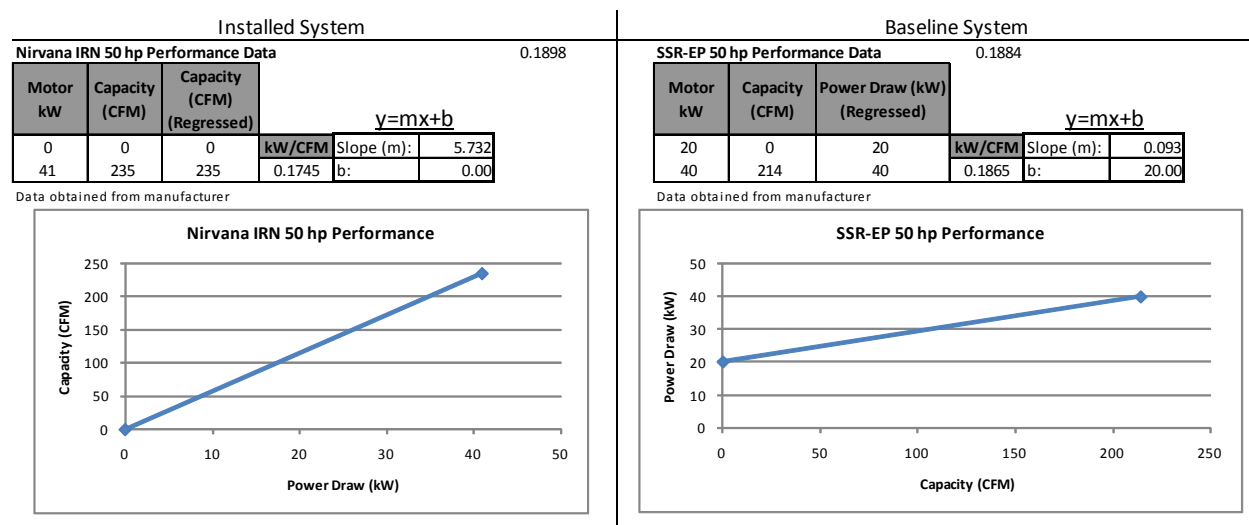 Installed System
Nirvana IRN 50 hp Performance Data 0.1898
Motor kW Capacity (CFM) Capacity (CFM) (Regressed)
y=mx+b
0 0 0 kW/CFM Slope (m): 5.732
41 235 235 0.1745 b: 0.00
Data obtained from manufacturer
Nirvana IRN 50 hp Performance
Capacity (CFM)
250
200
150
100
50
0
0 10 20 30 40 50
Power Draw (kW)
Baseline System
SSR-EP 50 hp Performance Data 0.1884
Motor kW Capacity (CFM) Power Draw (kW) (Regressed)
y=mx+b
20 0 20 kW/CFM Slope (m): 0.093
40 214 40 0.1865 b: 20.00
Data obtained from manufacturer
SSR-EP 50 hp Performance
Power Draw (kW)
50
40
30
20
10
0
0 50 100 150 200 250
Capacity (CFM)